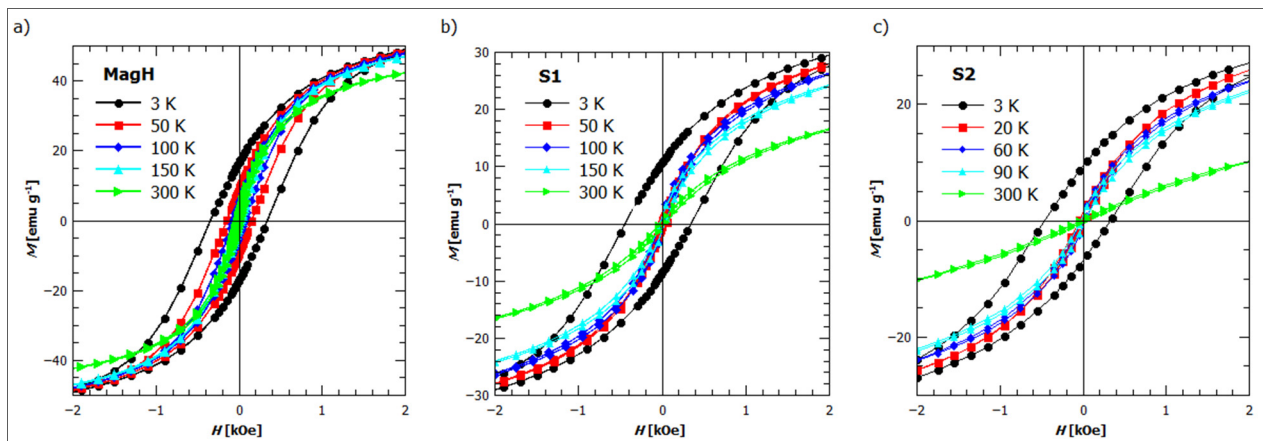 a)
MagH
3 K
50 K
100 K
150 K
300 K
M [emu g⁻¹]
40
20
0
−20
−40
−2
−1
0
1
2
H [kOe]
b)
S1
3 K
50 K
100 K
150 K
300 K
M [emu g⁻¹]
30
20
10
0
−10
−20
−30
−2
−1
0
1
2
H [kOe]
c)
S2
3 K
20 K
60 K
90 K
300 K
M [emu g⁻¹]
20
0
−20
−2
−1
0
1
2
H [kOe]